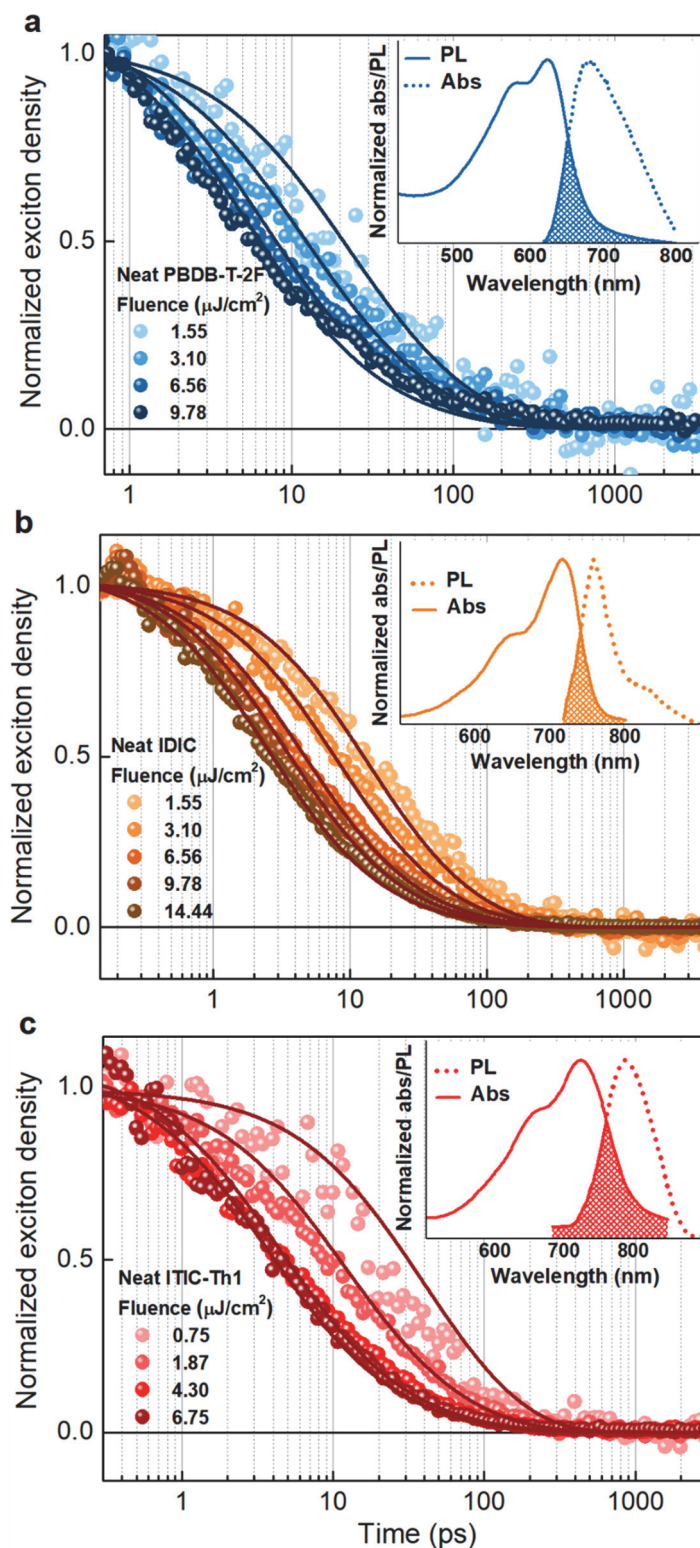 a
Normalized exciton density
1.0
0.5
0.0
Neat PBDB-T-2F
Fluence (μJ/cm²)
1.55
3.10
6.56
9.78
Normalized abs/PL
PL
Abs
500 600 700 800
Wavelength (nm)
1 10 100 1000
b
Normalized exciton density
1.0
0.5
0.0
Neat IDIC
Fluence (μJ/cm²)
1.55
3.10
6.56
9.78
14.44
Normalized abs/PL
PL
Abs
600 700 800
Wavelength (nm)
1 10 100 1000
c
Normalized exciton density
1.0
0.5
0.0
Neat ITIC-Th1
Fluence (μJ/cm²)
0.75
1.87
4.30
6.75
Normalized abs/PL
PL
Abs
600 700 800
Wavelength (nm)
1 10 100 1000
Time (ps)